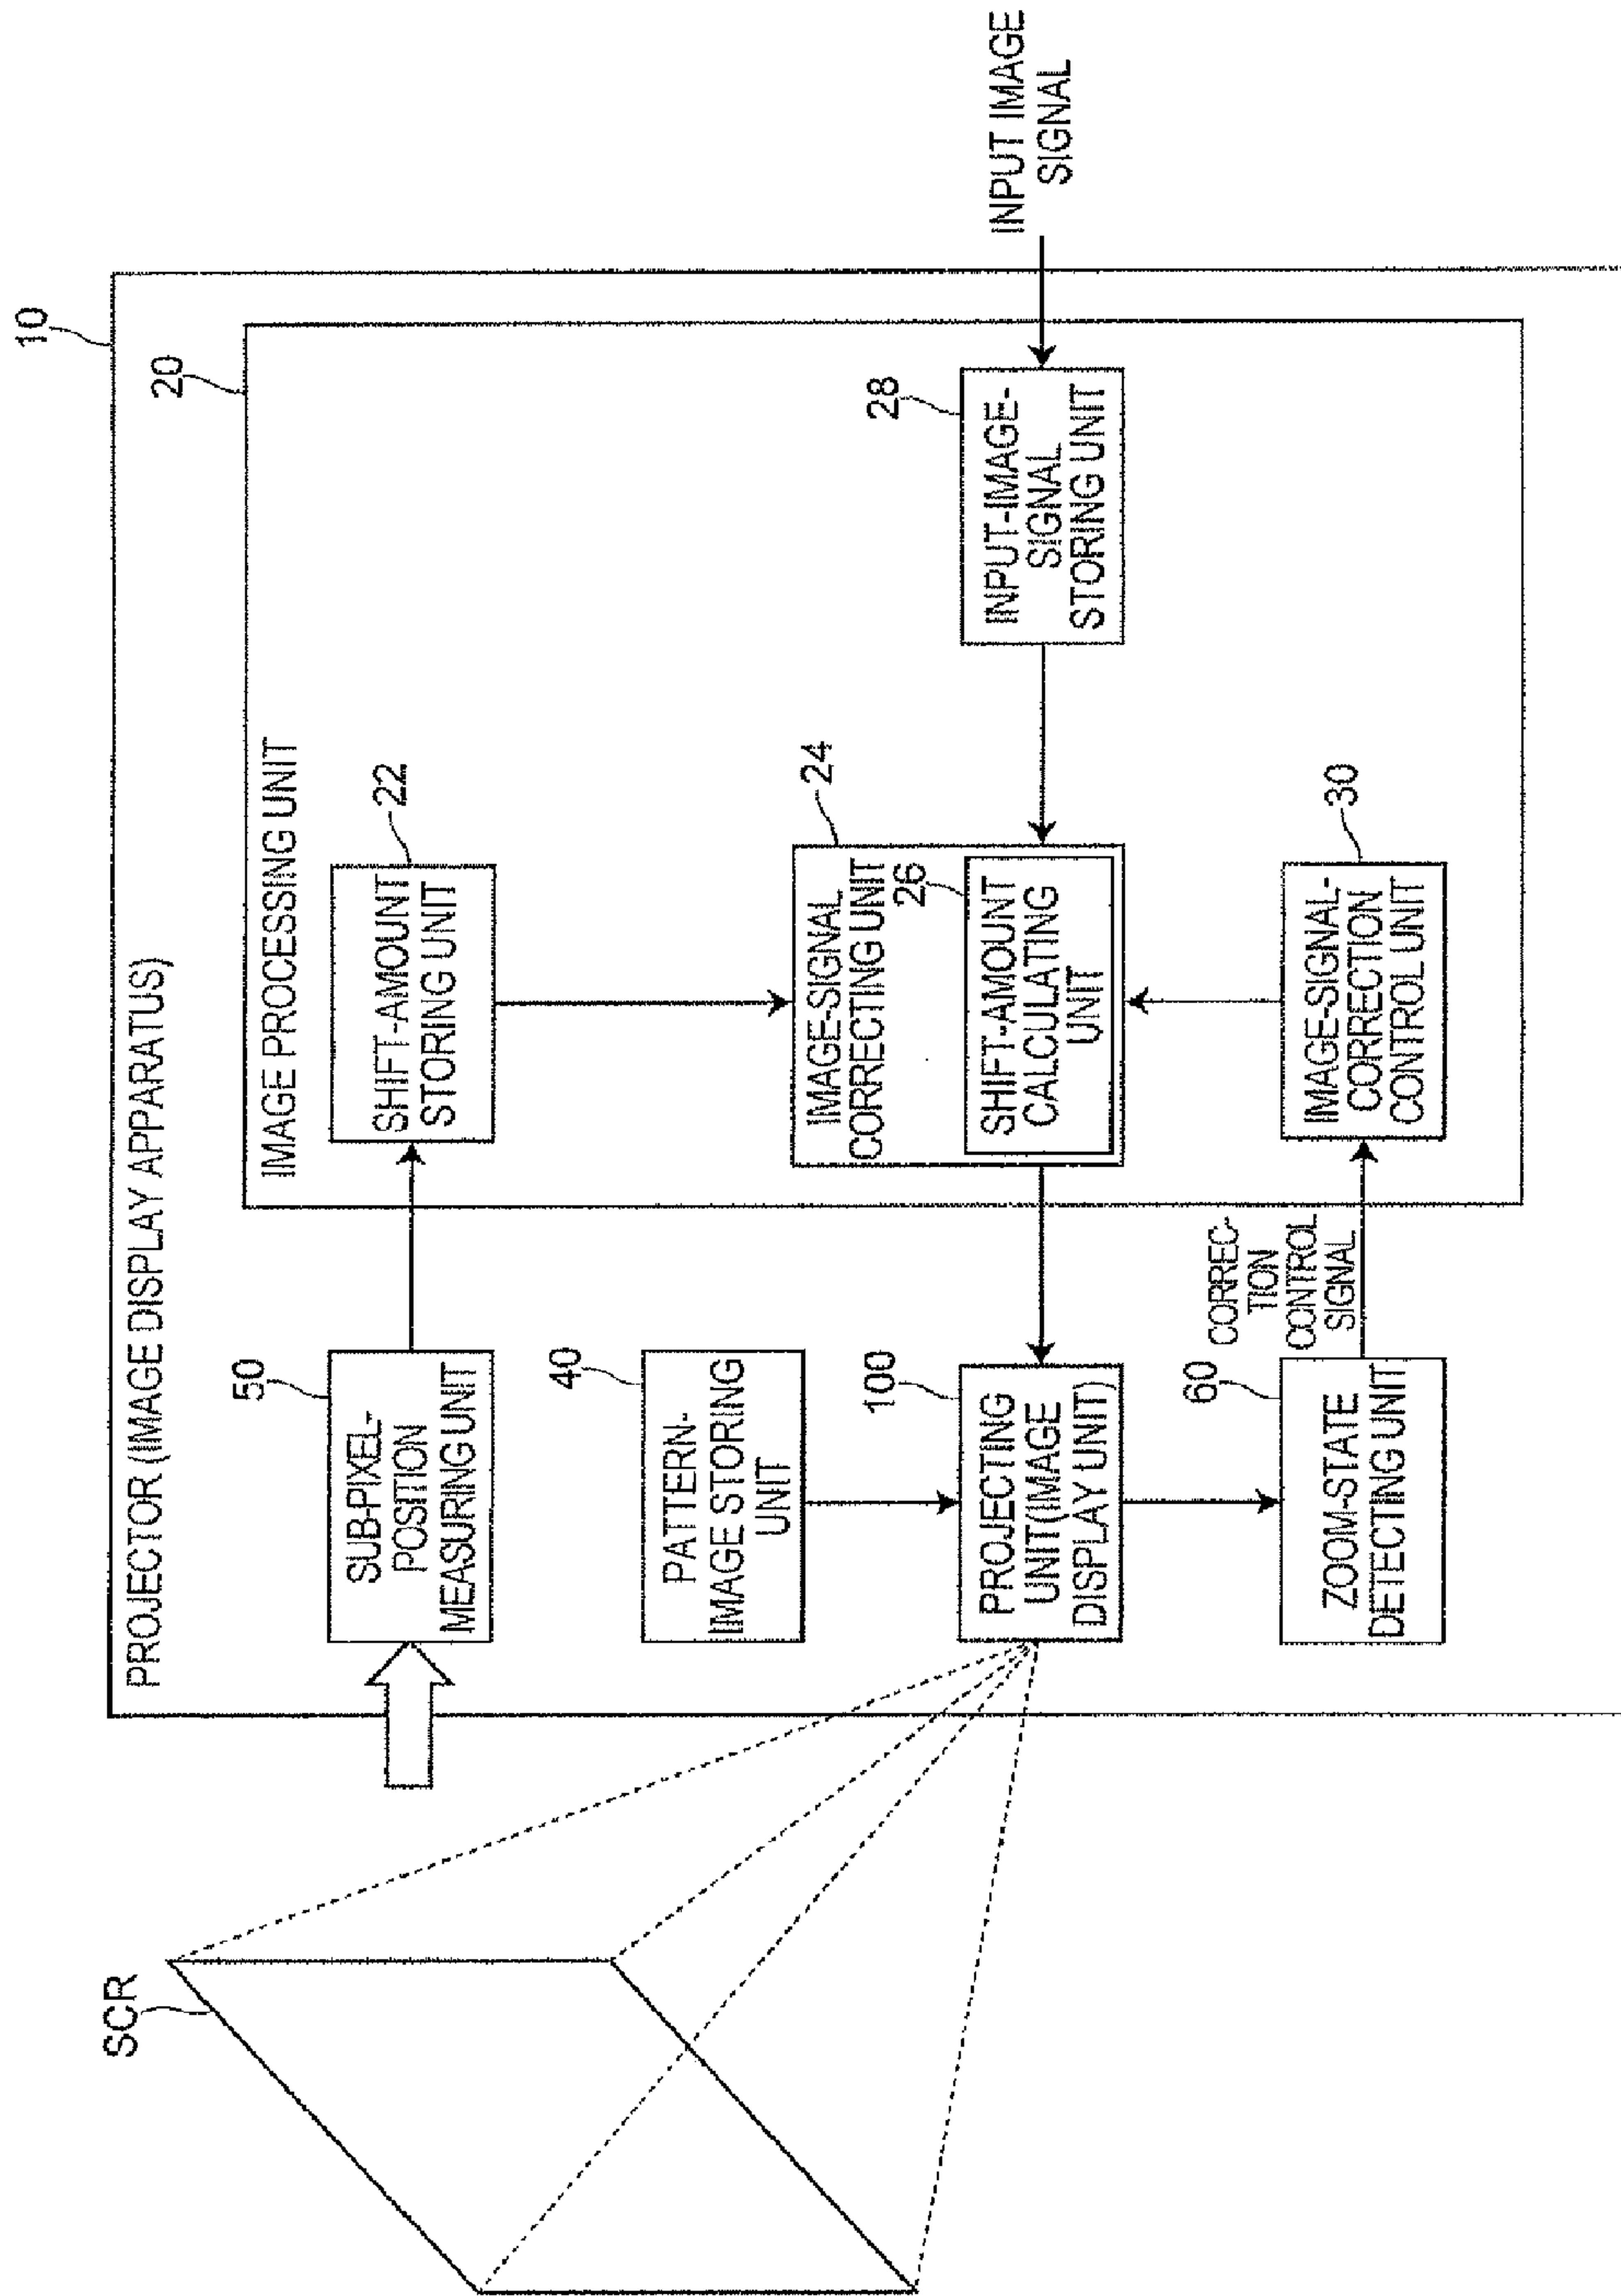 10
PROJECTOR (IMAGE DISPLAY APPARATUS)
20
IMAGE PROCESSING UNIT
SCR
50
SUB-PIXEL-
POSITION
MEASURING UNIT
22
SHIFT-AMOUNT
STORING UNIT
40
PATTERN-
IMAGE STORING
UNIT
24
IMAGE-SIGNAL
CORRECTING UNIT
26
SHIFT-AMOUNT
CALCULATING
UNIT
28
INPUT-IMAGE-
SIGNAL
STORING UNIT
INPUT IMAGE
SIGNAL
100
PROJECTING
UNIT(IMAGE
DISPLAY UNIT)
60
ZOOM-STATE
DETECTING UNIT
CORREC-
TION
CONTROL
SIGNAL
30
IMAGE-SIGNAL-
CORRECTION
CONTROL UNIT